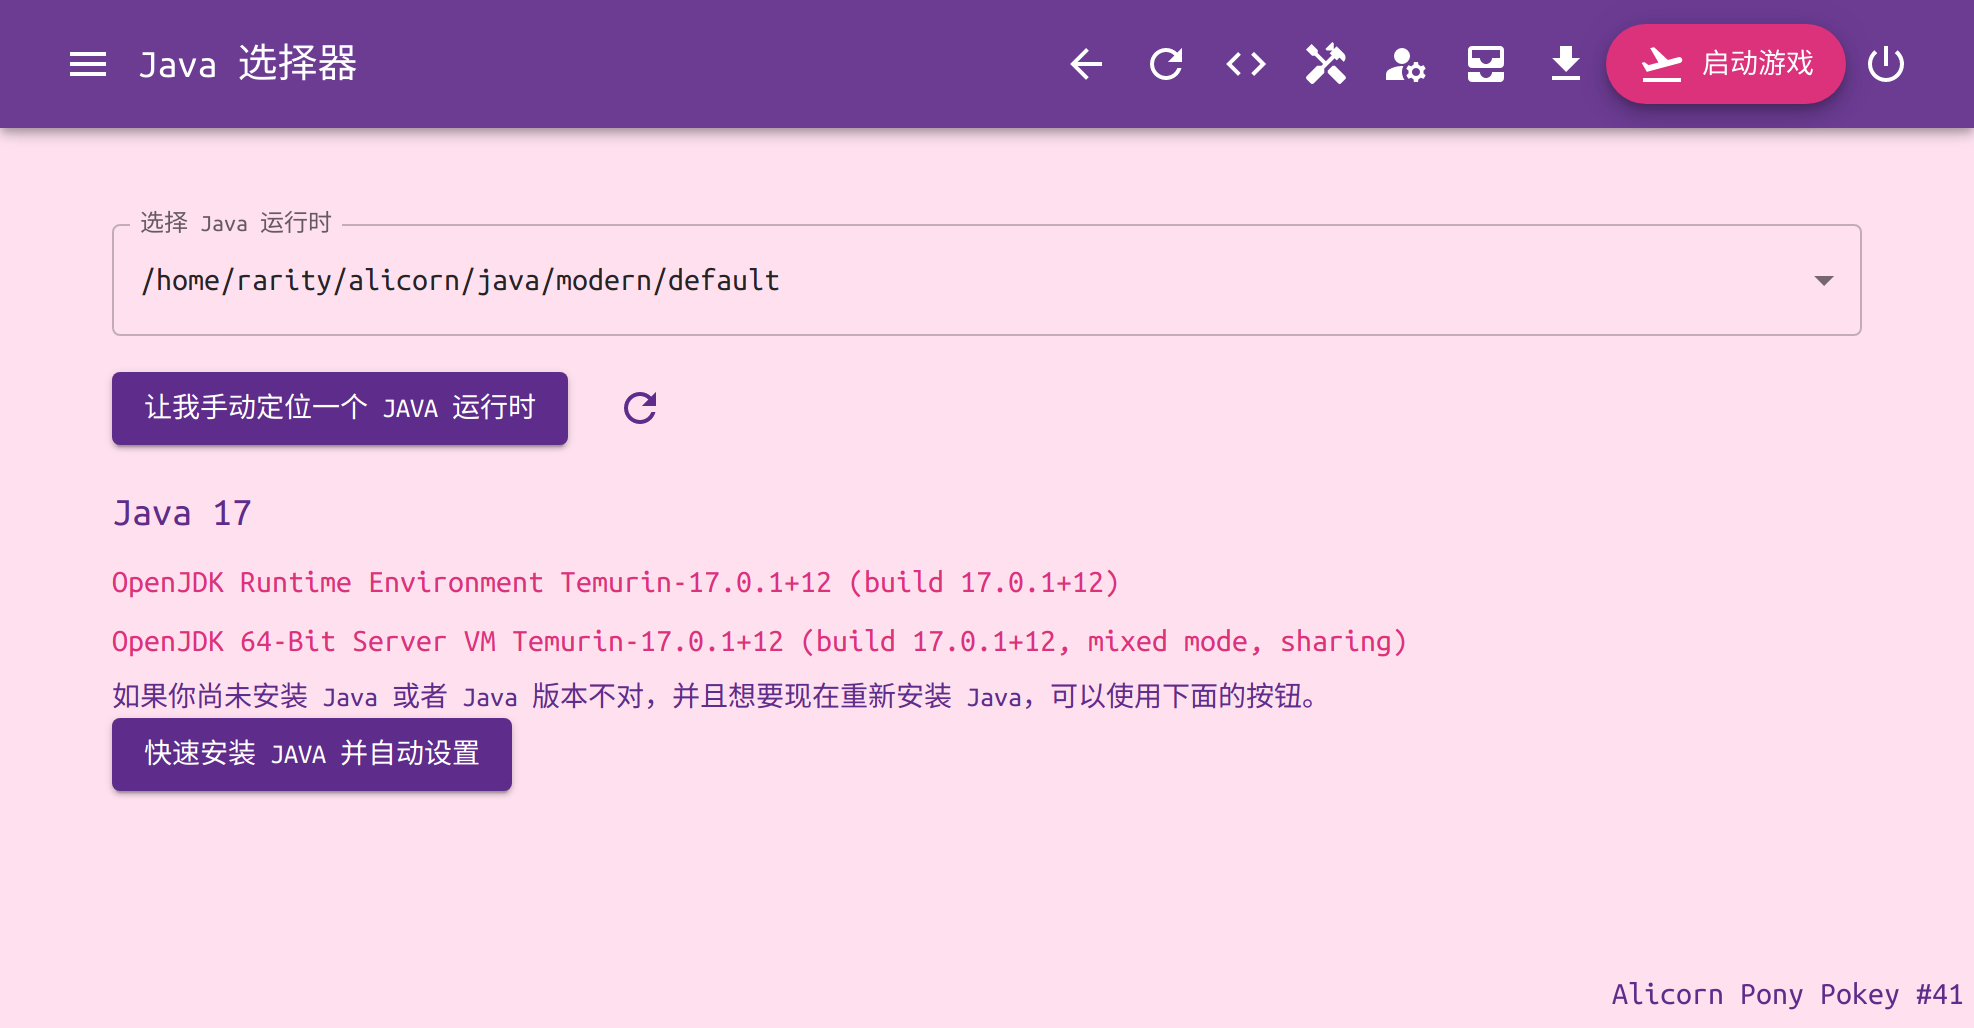 Java 选择器
启动游戏
选择 Java 运行时
/home/rarity/alicorn/java/modern/default
让我手动定位一个 JAVA 运行时
Java 17
OpenJDK Runtime Environment Temurin-17.0.1+12 (build 17.0.1+12)
OpenJDK 64-Bit Server VM Temurin-17.0.1+12 (build 17.0.1+12, mixed mode, sharing)
如果你尚未安装 Java 或者 Java 版本不对，并且想要现在重新安装 Java，可以使用下面的按钮。
快速安装 JAVA 并自动设置
Alicorn Pony Pokey #41